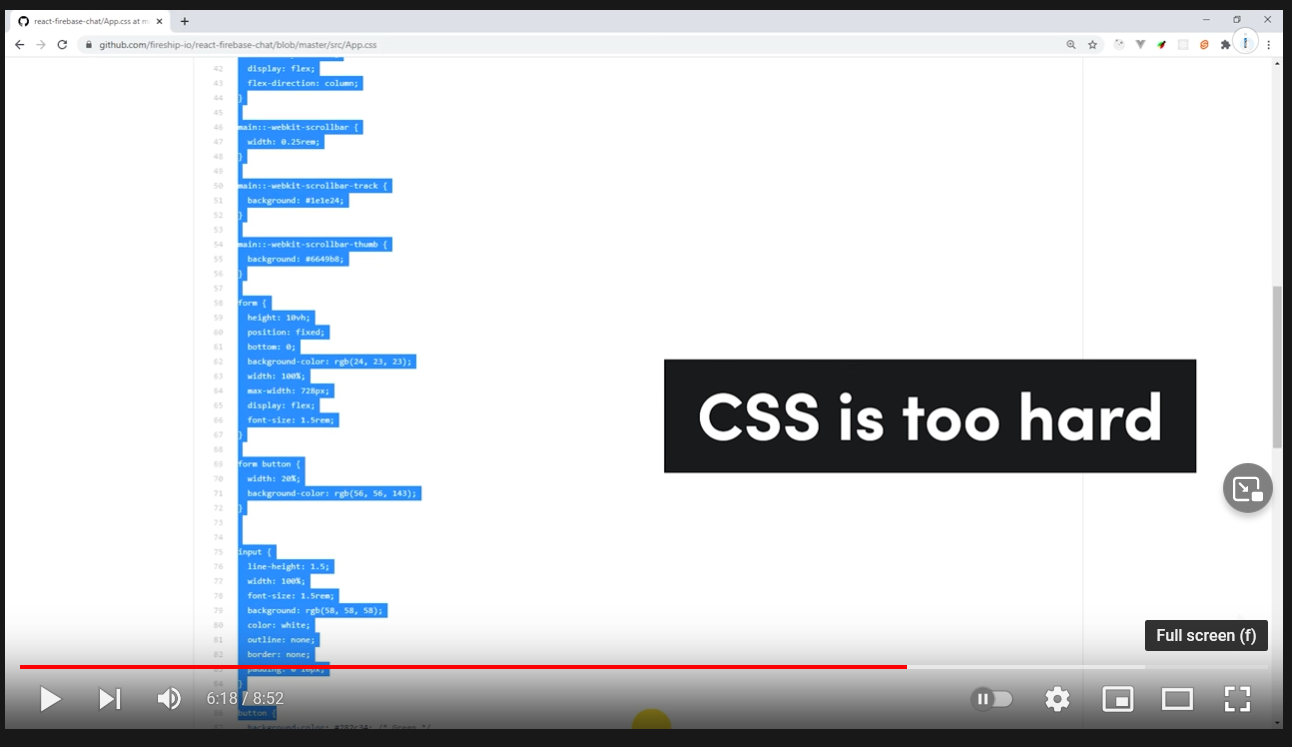 react-firebase-chat/App.css at m
github.com/fireship-io/react-firebase-chat/blob/master/src/App.css
42 display: flex;
43 flex-direction: column;
44 }
45
46 main::-webkit-scrollbar {
47 width: 0.25rem;
48 }
49
50 main::-webkit-scrollbar-track {
51 background: #1e1e24;
52 }
53
54 main::-webkit-scrollbar-thumb {
55 background: #6649b8;
56 }
57
58 form {
59 height: 10vh;
60 position: fixed;
61 bottom: 0;
62 background-color: rgb(24, 23, 23);
63 width: 100%;
64 max-width: 728px;
65 display: flex;
66 font-size: 1.5rem;
67 }
68
69 form button {
70 width: 20%;
71 background-color: rgb(56, 56, 143);
72 }
73
74
75 input {
76 line-height: 1.5;
77 width: 100%;
78 font-size: 1.5rem;
79 background: rgb(58, 58, 58);
80 color: white;
81 outline: none;
82 border: none;
84 }
button {
background-color: #282c34; /* Green */
CSS is too hard
Full screen (f)
6:18 / 8:52